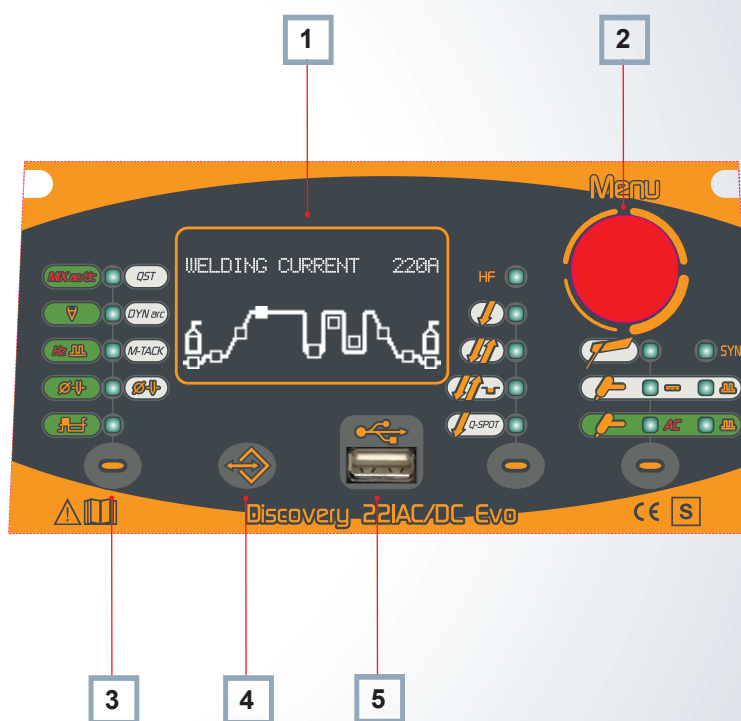 1
2
Menu
WELDING CURRENT 220A
MIX ac/dc QST
DYN arc
Hz M-TACK
HF
Q-SPOT
SYN
AC
Discovery 221AC/DC Evo
CE S
3
4
5